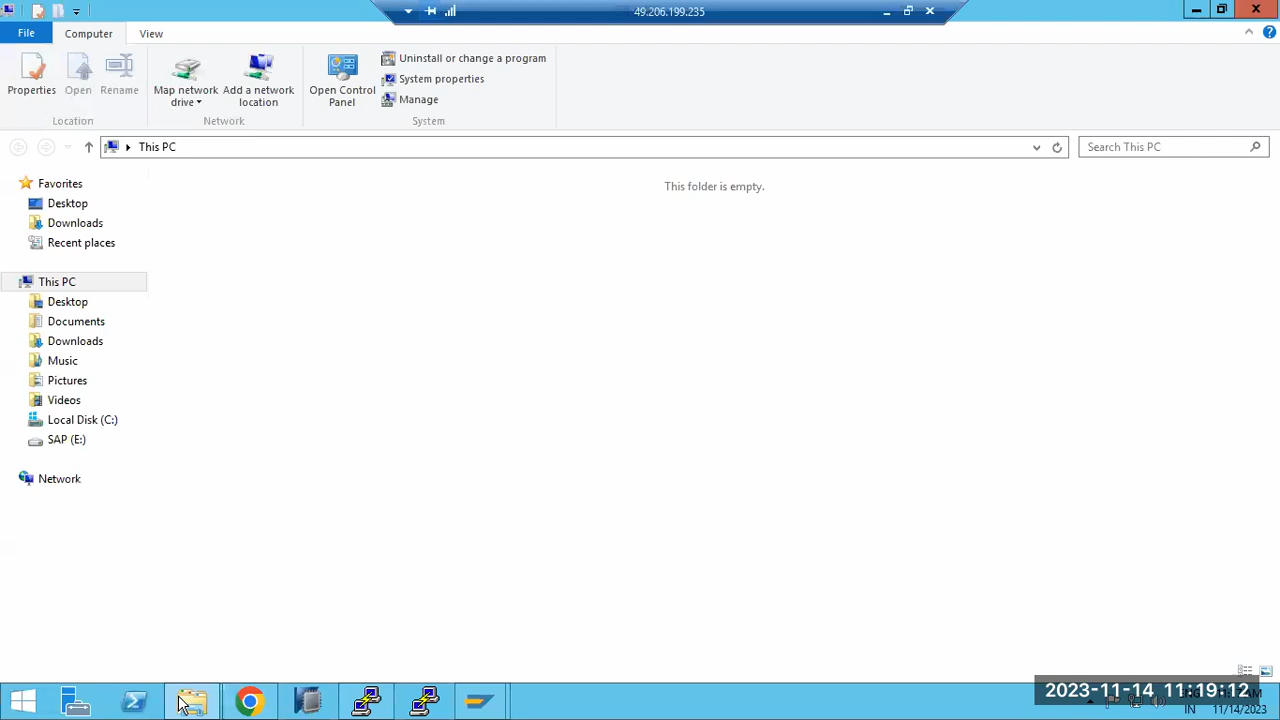 49.206.199.235
File
Computer
View
Properties
Open
Rename
Map network drive
Add a network location
Open Control Panel
Uninstall or change a program
System properties
Manage
Location
Network
System
This PC
Search This PC
This folder is empty.
Favorites
Desktop
Downloads
Recent places
This PC
Desktop
Documents
Downloads
Music
Pictures
Videos
Local Disk (C:)
SAP (E:)
Network
2023-11-14 11:19:12
IN
11/14/2023